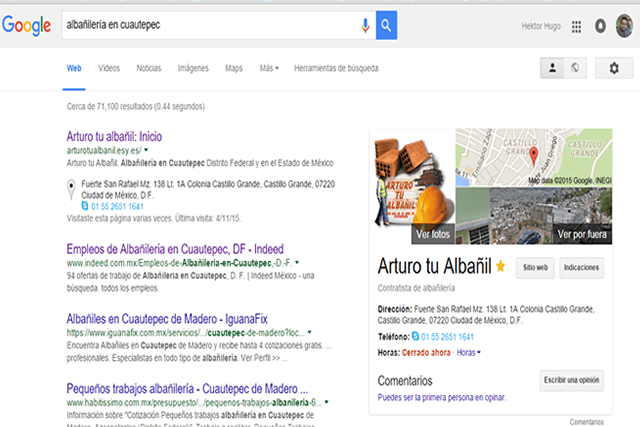 Google
albañilería en cuautepec
Hektor Hugo
Web Videos Noticias Imágenes Maps Más Herramientas de búsqueda
Cerca de 71,100 resultados (0.44 segundos)
Arturo tu albañil: Inicio
arturotualbanil.esy.es/
Arturo tu Albañil. Albañilería en Cuautepec Distrito Federal y en el Estado de México
Fuerte San Rafael Mz. 138 Lt. 1A Colonia Castillo Grande, Castillo Grande, 07220
Ciudad de México, D.F.
01 55 2651 1641
Visitaste esta página varias veces. Última visita: 4/11/15.
Empleos de Albañileria en Cuautepec, DF - Indeed
www.indeed.com.mx/Empleos-de-Albañilería-en-Cuautepec,-D.-F.
94 ofertas de trabajo de Albañileria en Cuautepec, D. F. | Indeed México - una
búsqueda. todos los empleos.
Albañiles en Cuautepec de Madero - IguanaFix
https://www.iguanafix.com.mx/servicios/.../cuautepec-de-madero?loc...
Encuentra Albañiles en Cuautepec de Madero y recibe hasta 4 cotizaciones gratis. ...
profesionales. Especialistas en todo tipo de albañilería. Ver Perfil >> ...
Pequeños trabajos albañilería - Cuautepec de Madero ...
www.habitissimo.com.mx/presupuesto/.../pequenos-trabajos-albanileria-6...
Información sobre "Cotización Pequeños trabajos albañilería en Cuautepec de
ARTURO
TU
ALBAÑIL
Ver fotos
Emiliano Zapa
CASTILLO
GRANDE
CASTILLO
GRANDE
Juan
Map data ©2015 Google, INEGI
Ver por fuera
Arturo tu Albañil
Sitio web
Indicaciones
Contratista de albañilería
Dirección: Fuerte San Rafael Mz. 138 Lt. 1A Colonia Castillo Grande,
Castillo Grande, 07220 Ciudad de México, D.F.
Teléfono: 01 55 2651 1641
Horas: Cerrado ahora · Horas
Comentarios
Escribir una opinión
Puedes ser la primera persona en opinar.
Comentarios